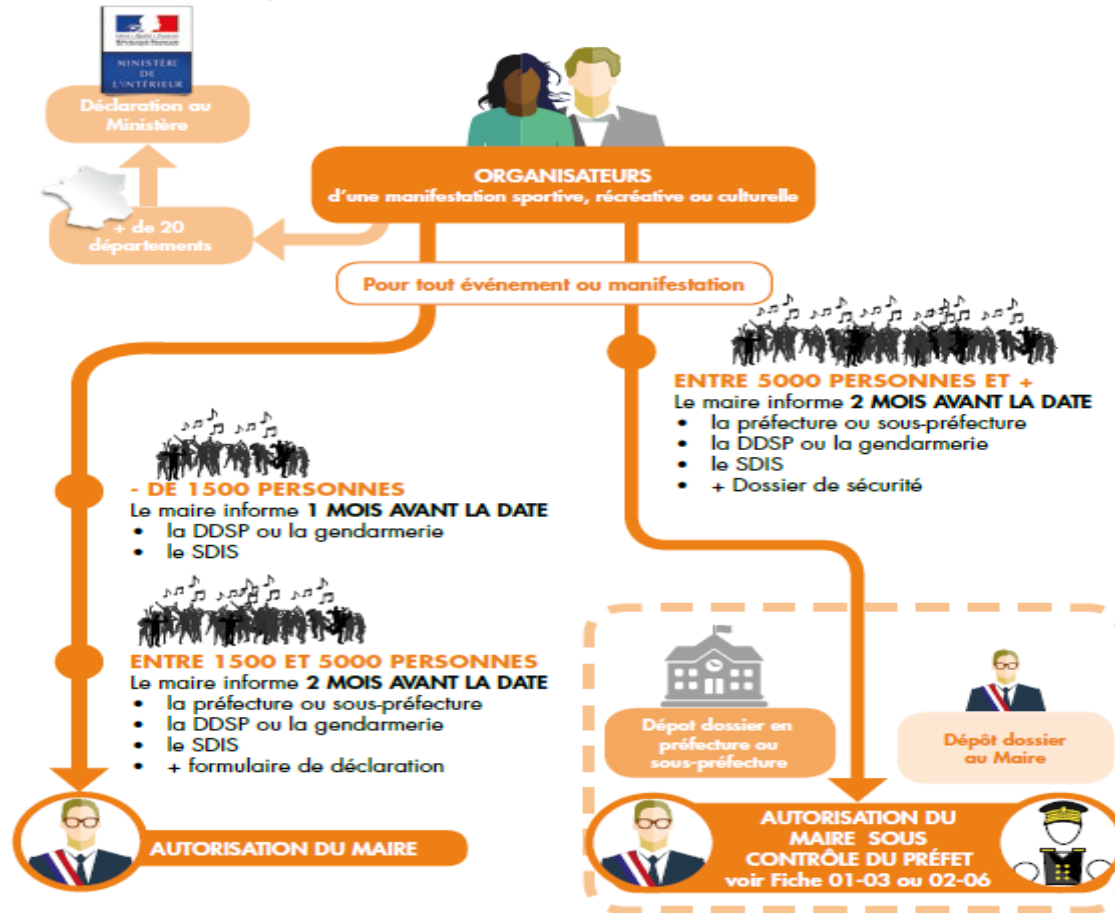 MINISTÈRE
DE
L'INTÉRIEUR
Déclaration au
Ministère
+ de 20
départements
ORGANISATEURS
d'une manifestation sportive, récréative ou culturelle
Pour tout événement ou manifestation
ENTRE 5000 PERSONNES ET +
Le maire informe 2 MOIS AVANT LA DATE
• la préfecture ou sous-préfecture
• la DDSP ou la gendarmerie
• le SDIS
• + Dossier de sécurité
- DE 1500 PERSONNES
Le maire informe 1 MOIS AVANT LA DATE
• la DDSP ou la gendarmerie
• le SDIS
ENTRE 1500 ET 5000 PERSONNES
Le maire informe 2 MOIS AVANT LA DATE
• la préfecture ou sous-préfecture
• la DDSP ou la gendarmerie
• le SDIS
• + formulaire de déclaration
AUTORISATION DU MAIRE
Dépot dossier en
préfecture ou
sous-préfecture
Dépôt dossier
au Maire
AUTORISATION DU
MAIRE SOUS
CONTRÔLE DU PRÉFET
voir Fiche 01-03 ou 02-06